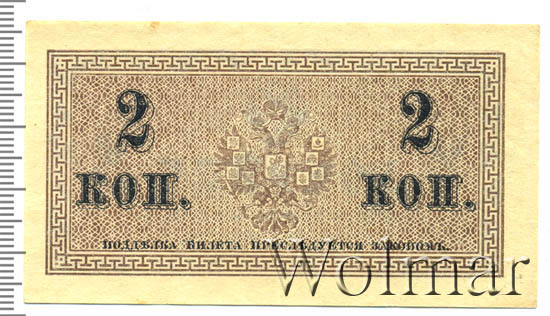 2 2
КОП. КОП.
ПОДДѢЛКА БИЛЕТА ПРЕСЛѢДУЕТСЯ ЗАКОНОМЪ.
Wolmar